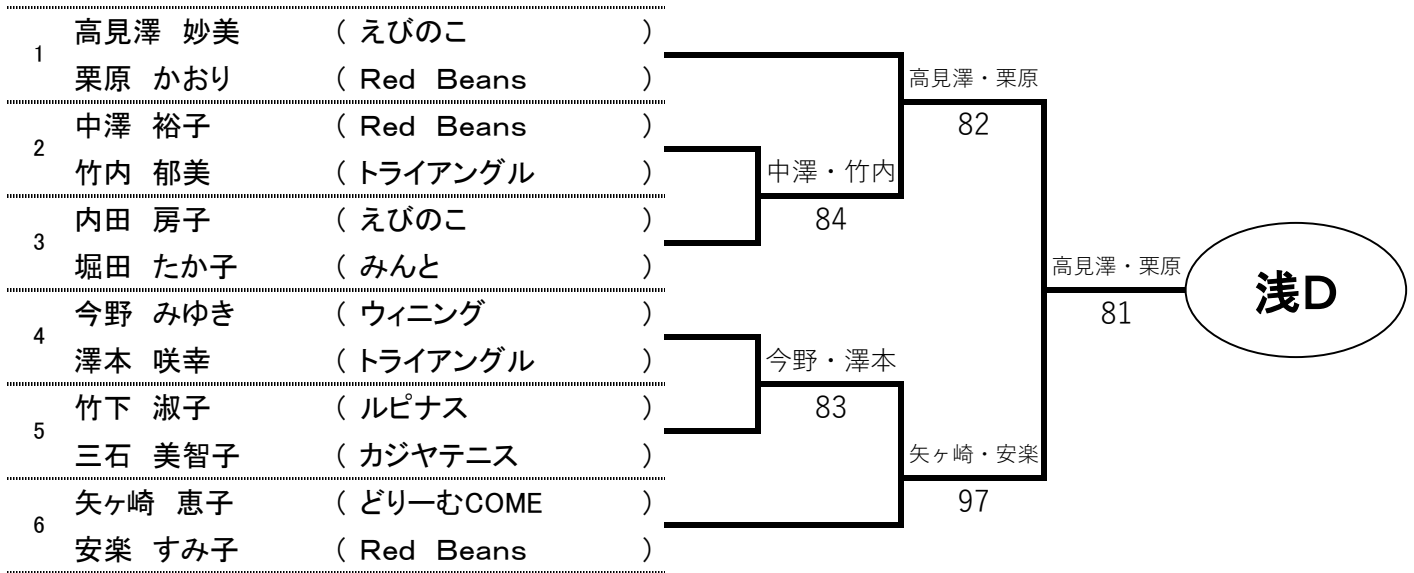 1
高見澤 妙美 ( えびのこ )
栗原 かおり ( Red Beans )
2
中澤 裕子 ( Red Beans )
竹内 郁美 ( トライアングル )
3
内田 房子 ( えびのこ )
堀田 たか子 ( みんと )
4
今野 みゆき ( ウィニング )
澤本 咲幸 ( トライアングル )
5
竹下 淑子 ( ルピナス )
三石 美智子 ( カジヤテニス )
6
矢ヶ崎 恵子 ( どりーむCOME )
安楽 すみ子 ( Red Beans )
中澤・竹内
84
今野・澤本
83
高見澤・栗原
82
矢ヶ崎・安楽
97
高見澤・栗原
81
浅D